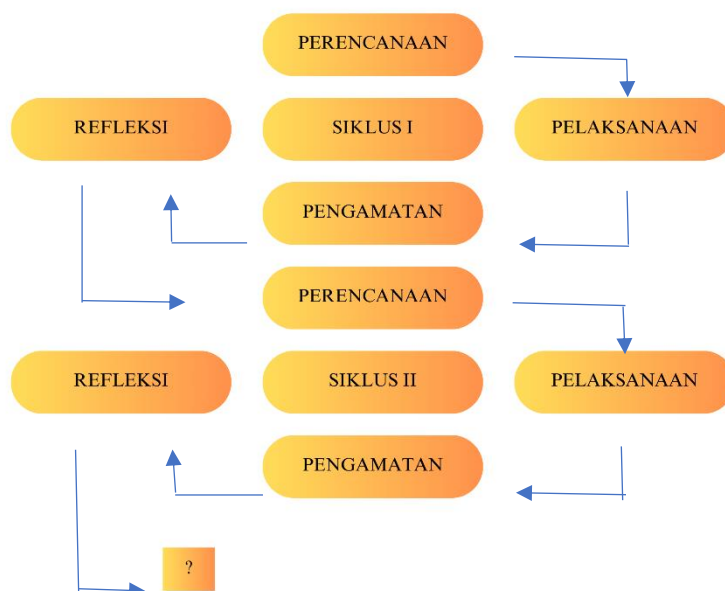 PERENCANAAN
REFLEKSI
SIKLUS I
PELAKSANAAN
PENGAMATAN
PERENCANAAN
REFLEKSI
SIKLUS II
PELAKSANAAN
PENGAMATAN
?